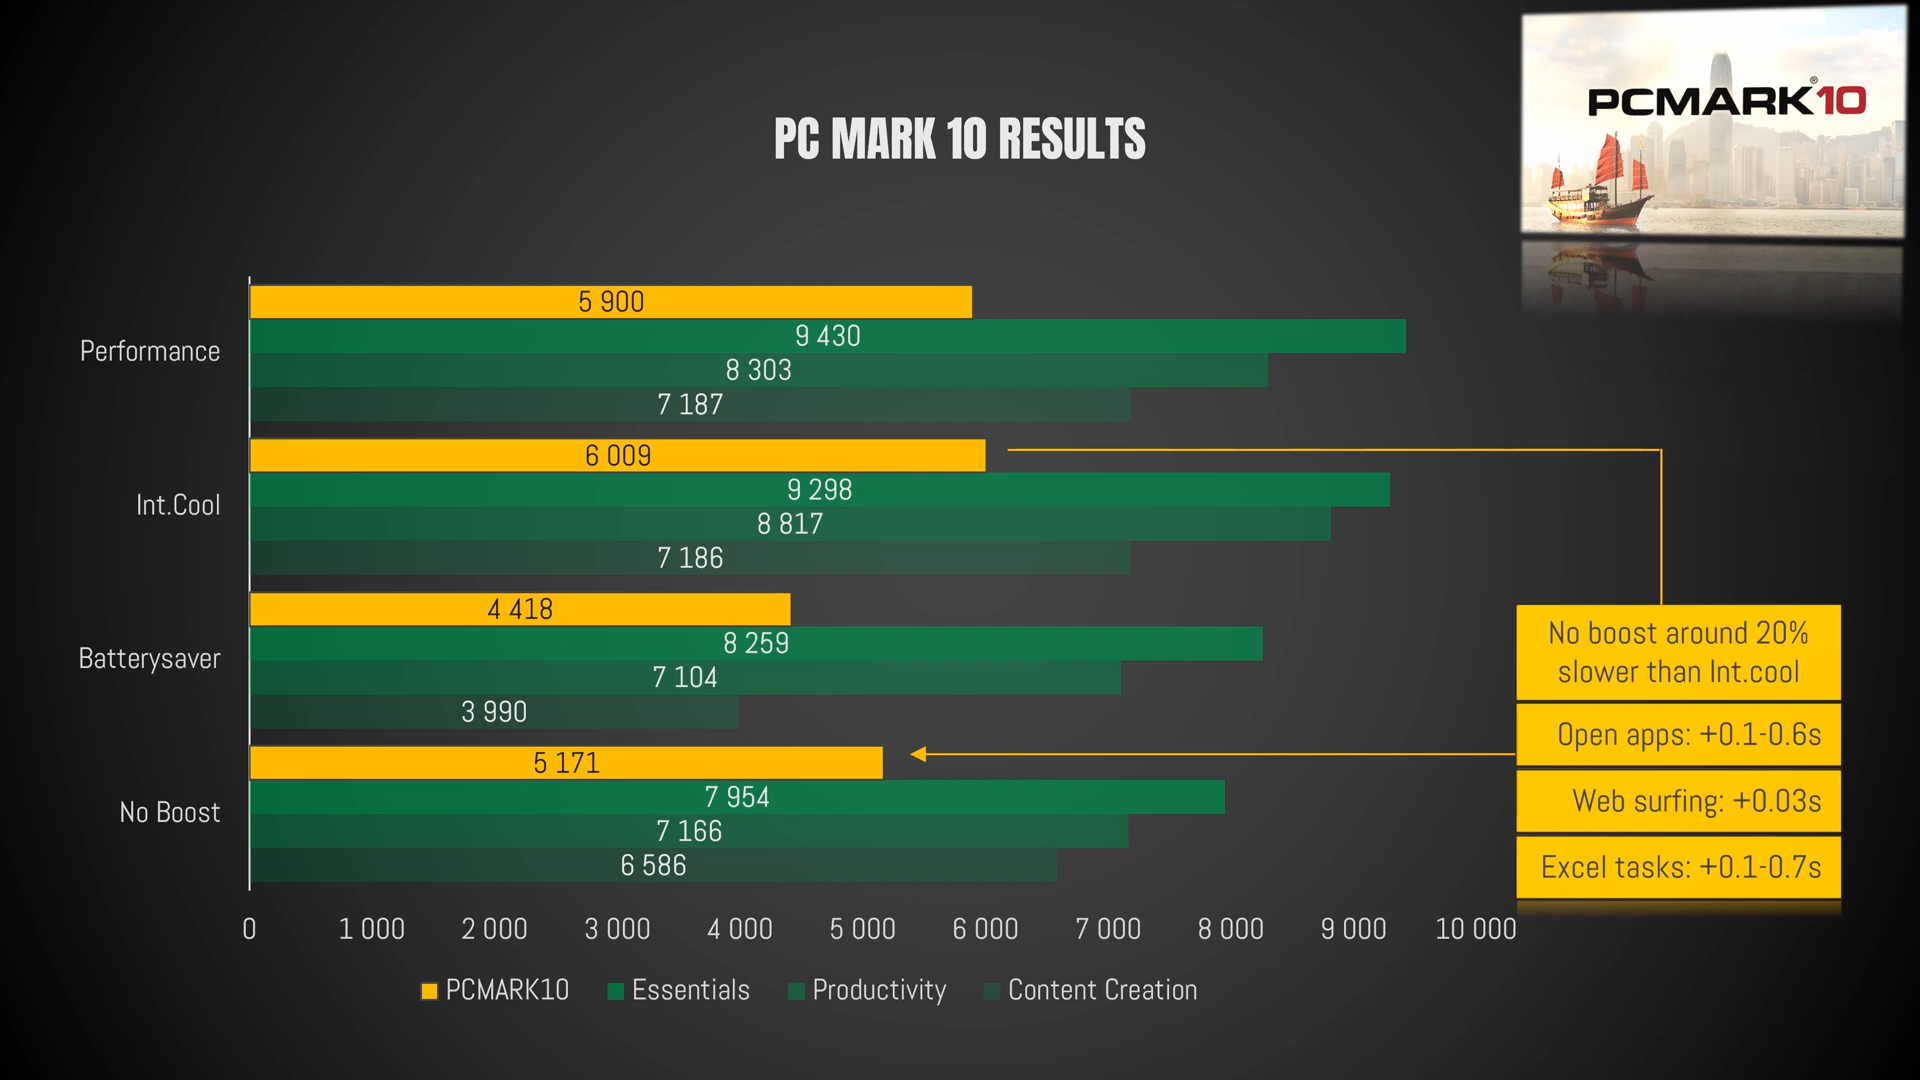 PCMARK10®
PC MARK 10 RESULTS
Performance
5 900
9 430
8 303
7 187
Int.Cool
6 009
9 298
8 817
7 186
Batterysaver
4 418
8 259
7 104
3 990
No Boost
5 171
7 954
7 166
6 586
No boost around 20%
slower than Int.cool
Open apps: +0.1-0.6s
Web surfing: +0.03s
Excel tasks: +0.1-0.7s
0 1 000 2 000 3 000 4 000 5 000 6 000 7 000 8 000 9 000 10 000
PCMARK10 Essentials Productivity Content Creation